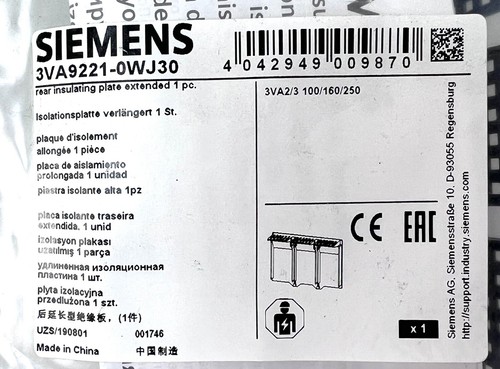 SIEMENS
3VA9221-0WJ30
4 042949 009870
rear insulating plate extended 1 pc.
Isolationsplatte verlängert 1 St.
plaque d'isolement
allongée 1 pièce
placa de aislamiento
prolongada 1 unidad
piastra isolante alta 1pz
placa isolante traseira
extendida, 1 unid
izolasyon plakası
uzatılmış 1 parça
удлиненная изоляционная
пластина 1 шт.
płyta izolacyjna
przedłużona 1 szt.
后延长型绝缘板，(1件)
UZS/190801 001746
Made in China 中国制造
3VA2/3 100/160/250
CE EAC
x 1
Siemens AG, Siemensstraße 10, D-93055 Regensburg
http://support.industry.siemens.com